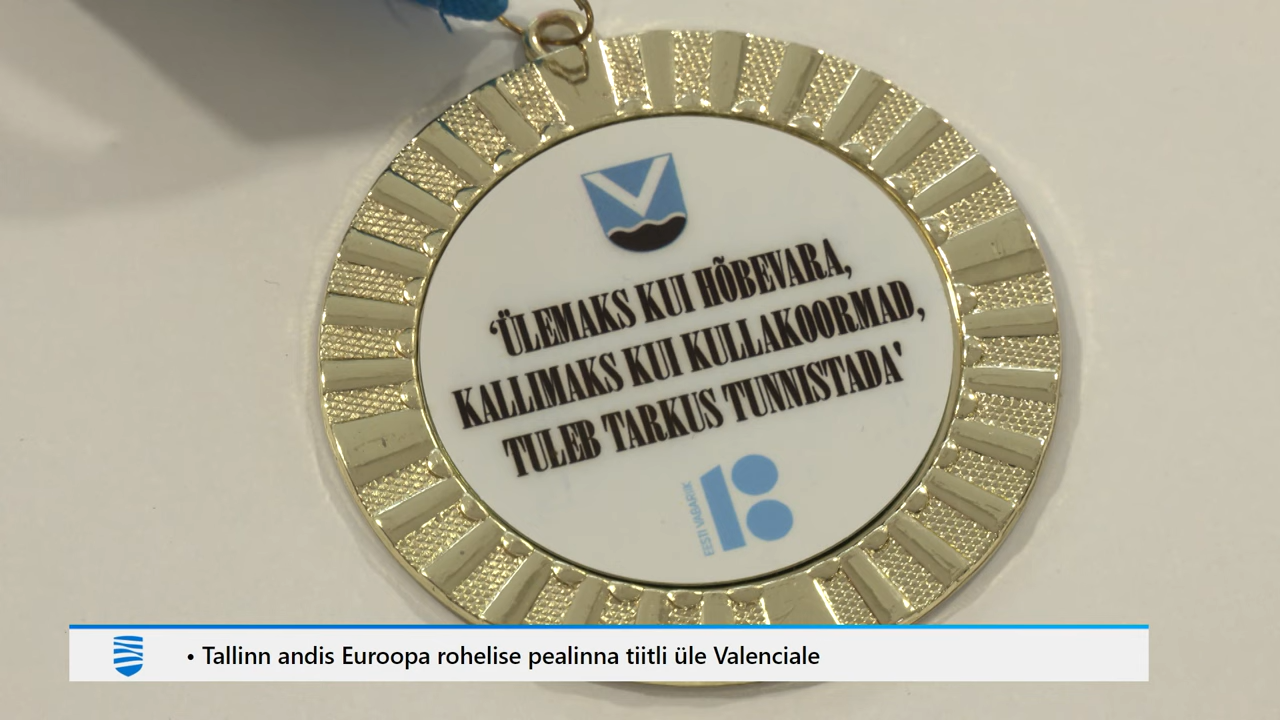 'ÜLEMAKS KUI HÕBEVARA,
KALLIMAKS KUI KULLAKOORMAD,
TULEB TARKUS TUNNISTADA'
EESTI VABARIIK
• Tallinn andis Euroopa rohelise pealinna tiitli üle Valenciale